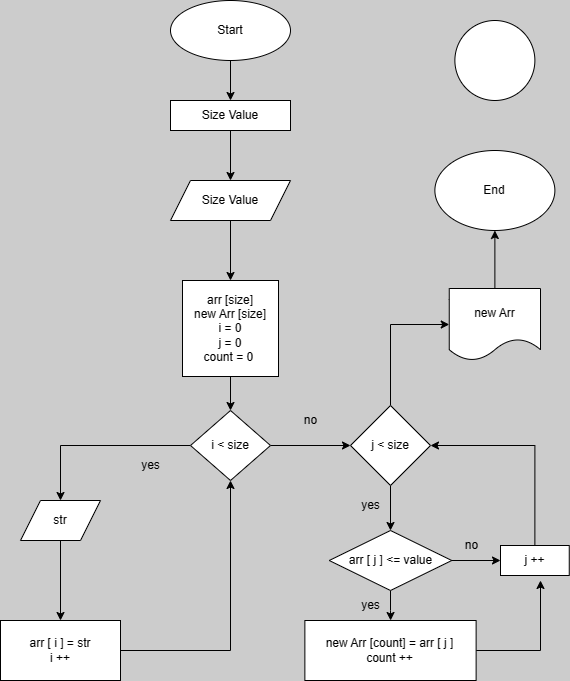 Start
Size Value
Size Value
arr [size]
new Arr [size]
i = 0
j = 0
count = 0
i < size
yes
no
str
arr [ i ] = str
i ++
j < size
yes
arr [ j ] <= value
no
j ++
yes
new Arr [count] = arr [ j ]
count ++
new Arr
End